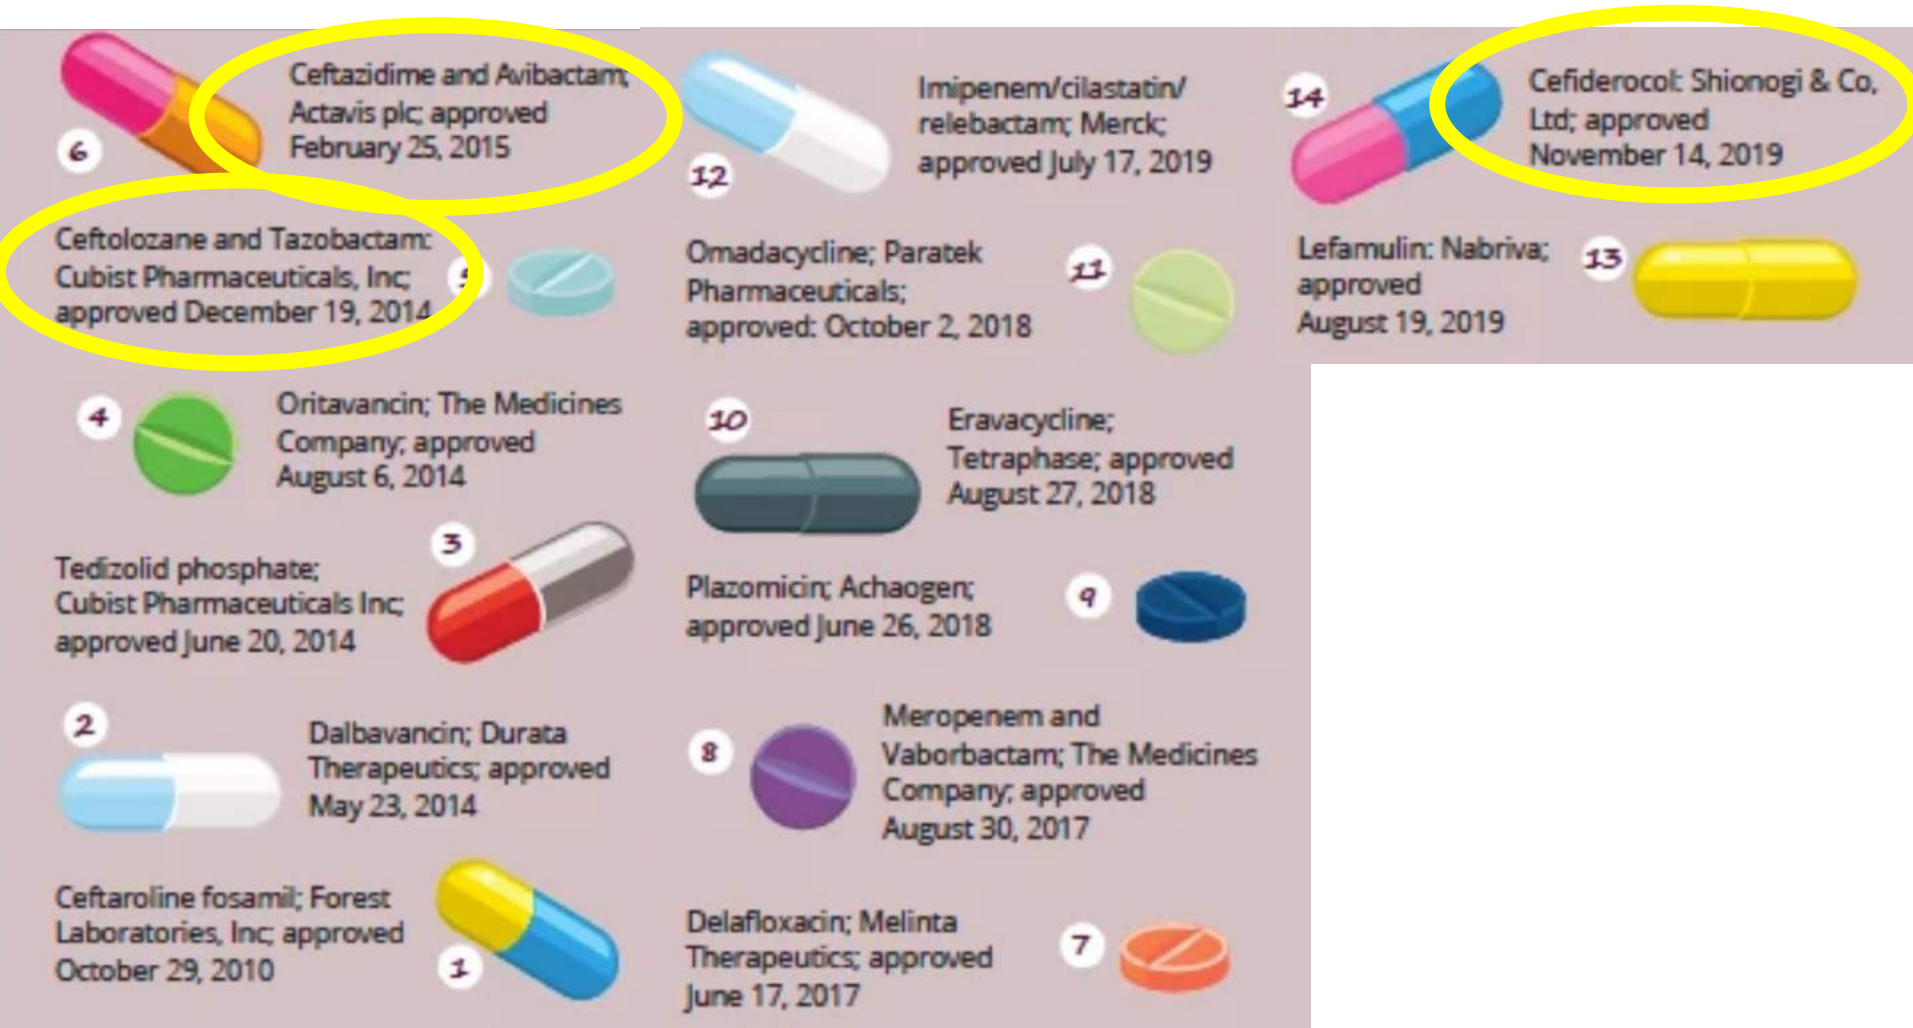 6
Ceftazidime and Avibactam;
Actavis plc; approved
February 25, 2015
Ceftolozane and Tazobactam:
Cubist Pharmaceuticals, Inc;
approved December 19, 2014
5
4
Oritavancin; The Medicines
Company; approved
August 6, 2014
3
Tedizolid phosphate;
Cubist Pharmaceuticals Inc;
approved June 20, 2014
2
Dalbavancin; Durata
Therapeutics; approved
May 23, 2014
Ceftaroline fosamil; Forest
Laboratories, Inc; approved
October 29, 2010
1
12
Imipenem/cilastatin/
relebactam; Merck;
approved July 17, 2019
Omadacycline; Paratek
Pharmaceuticals;
approved: October 2, 2018
11
10
Eravacycline;
Tetraphase; approved
August 27, 2018
Plazomicin; Achaogen;
approved June 26, 2018
9
8
Meropenem and
Vaborbactam; The Medicines
Company; approved
August 30, 2017
Delafloxacin; Melinta
Therapeutics; approved
June 17, 2017
7
14
Cefiderocol: Shionogi & Co,
Ltd; approved
November 14, 2019
Lefamulin: Nabriva;
approved
August 19, 2019
13